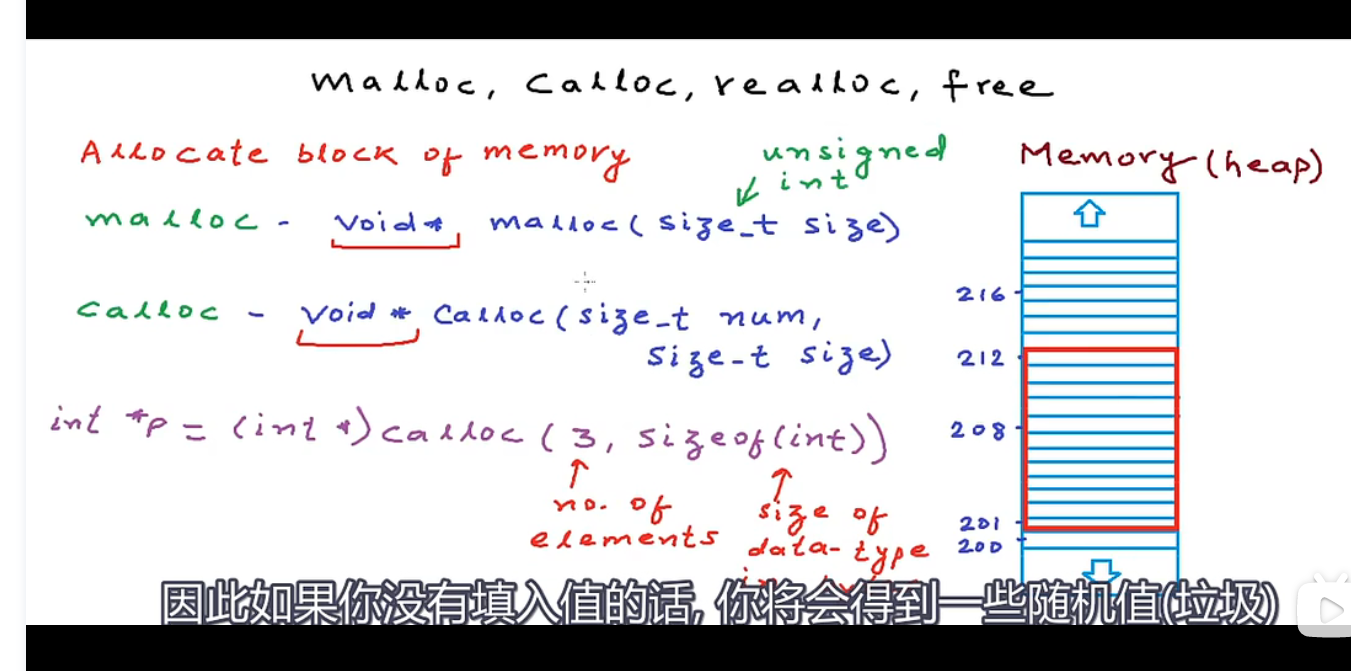 malloc, calloc, realloc, free
Allocate block of memory
unsigned
int
Memory (heap)
malloc - void* malloc(size_t size)
calloc - void* calloc(size_t num,
size_t size)
int *p = (int *)calloc(3, sizeof(int))
no. of
elements
size of
data-type
216
212
208
201
200
因此如果你没有填入值的话, 你将会得到一些随机值(垃圾)